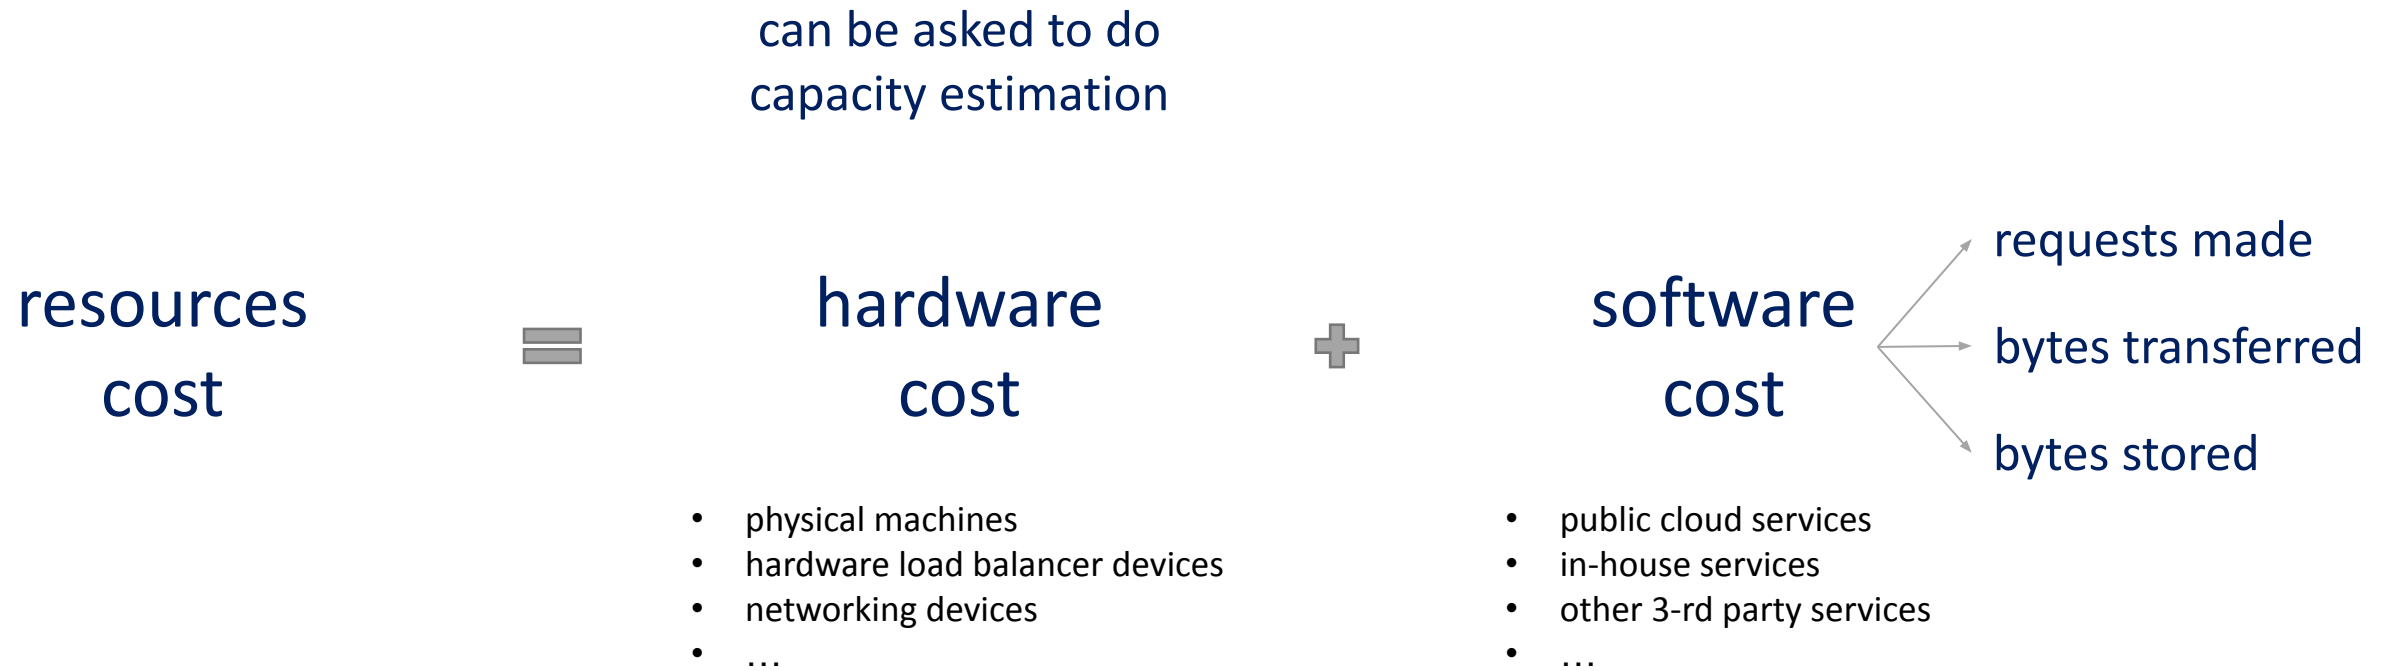 can be asked to do
capacity estimation
resources
cost
hardware
cost
• physical machines
• hardware load balancer devices
• networking devices
• ...
software
cost
requests made
bytes transferred
bytes stored
• public cloud services
• in-house services
• other 3-rd party services
• ...